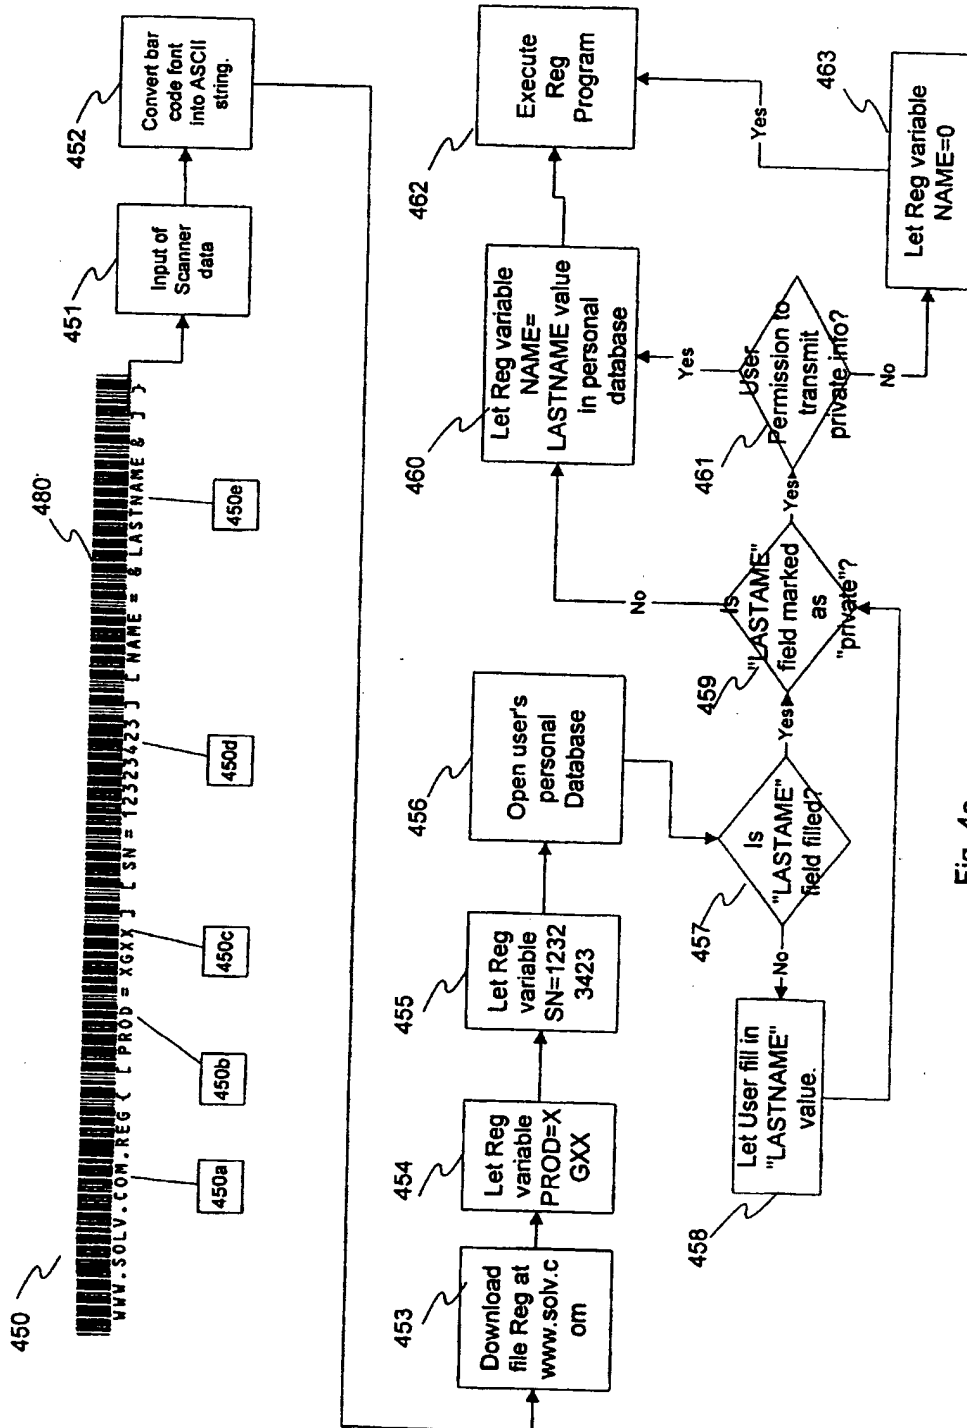 450
480
WWW.SOLV.COM.REG ( [ PROD = XGXX ] [ SN = 12323423 ] [ NAME = & LASTNAME & ] )
450a
450b
450c
450d
450e
451
Input of
Scanner
data
452
Convert bar
code font
into ASCII
string.
453
Download
file Reg at
www.solv.c
om
454
Let Reg
variable
PROD=X
GXX
455
Let Reg
variable
SN=1232
3423
456
Open user's
personal
Database
457
Is
"LASTAME"
field filled?
No
Yes
458
Let User fill in
"LASTNAME"
value.
459
Is
"LASTAME"
field marked
as
"private"?
No
Yes
460
Let Reg variable
NAME=
LASTNAME value
in personal
database
461
User
Permission to
transmit
private info?
Yes
No
462
Execute
Reg
Program
463
Let Reg variable
NAME=0
Yes